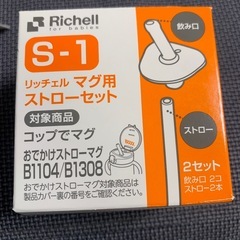 Richell
for babies
S-1
リッチェル マグ用
ストローセット
対象商品
コップでマグ
おでかけストローマグ
B1104/B1308
おでかけストローマグ対象商品は
製品カバー裏の番号をご確認ください。
飲み口
ストロー
2セット
飲み口 2コ
ストロー2本